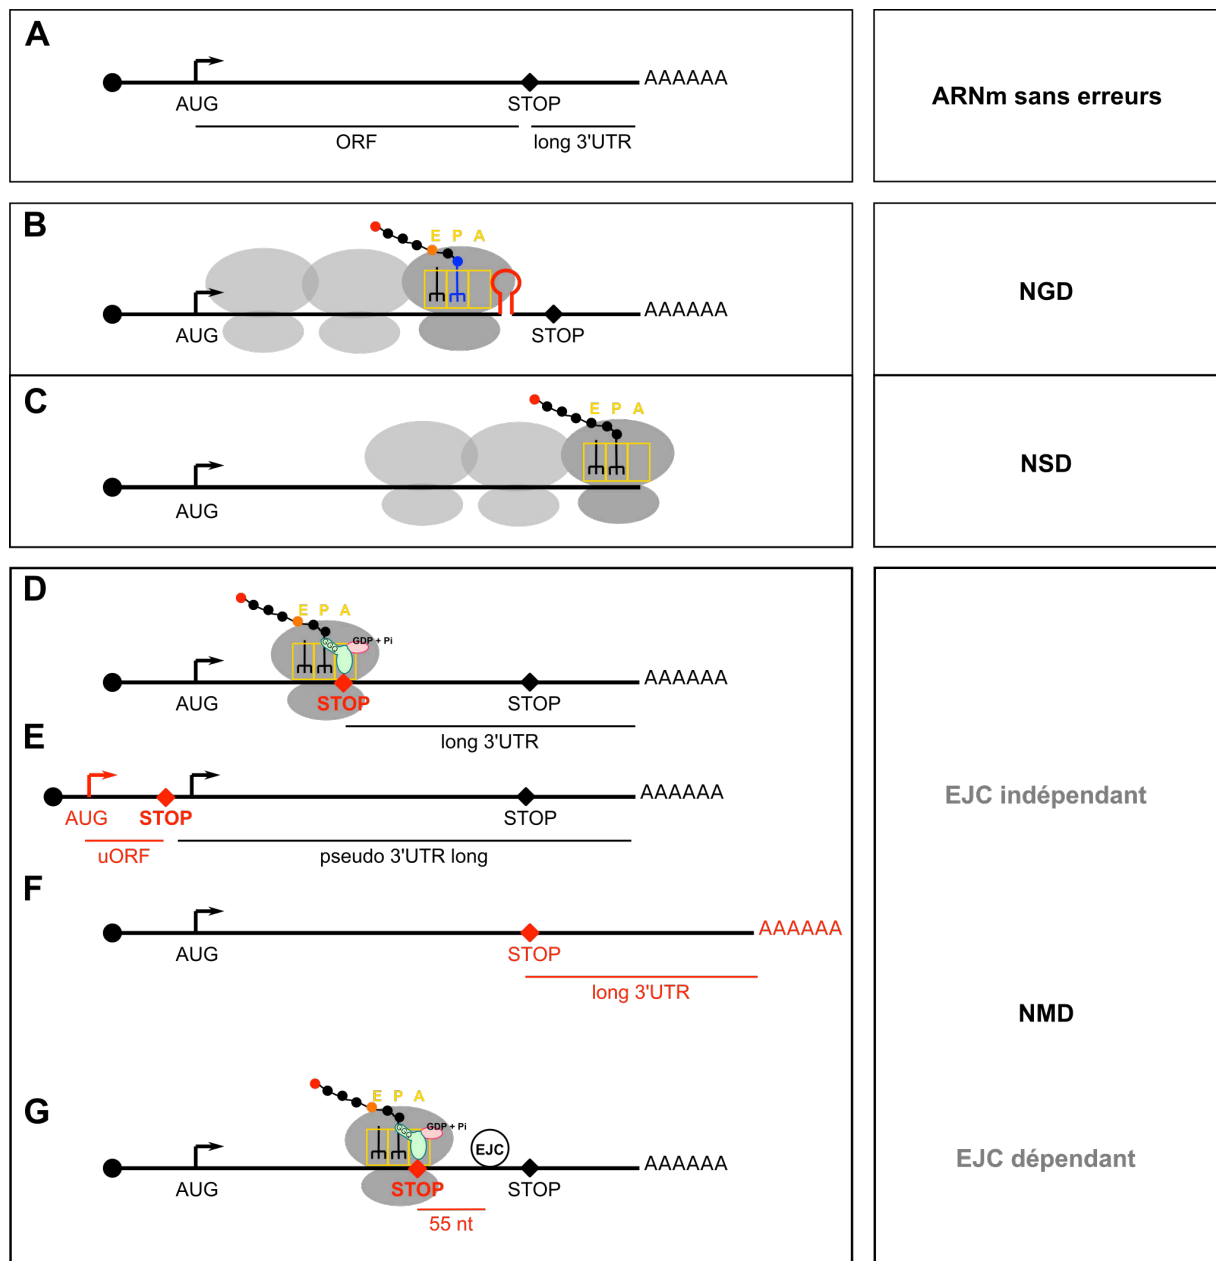 A
AAAAAA
AUG
STOP
ORF
long 3'UTR
ARNm sans erreurs
B
E P A
AAAAAA
AUG
STOP
NGD
C
E P A
AUG
NSD
D
E P A
GDP + Pi
AAAAAA
AUG
STOP
STOP
long 3'UTR
E
AAAAAA
AUG
STOP
STOP
uORF
pseudo 3'UTR long
EJC indépendant
F
AAAAAA
AUG
STOP
long 3'UTR
NMD
G
E P A
GDP + Pi
EJC
AAAAAA
AUG
STOP
STOP
55 nt
EJC dépendant